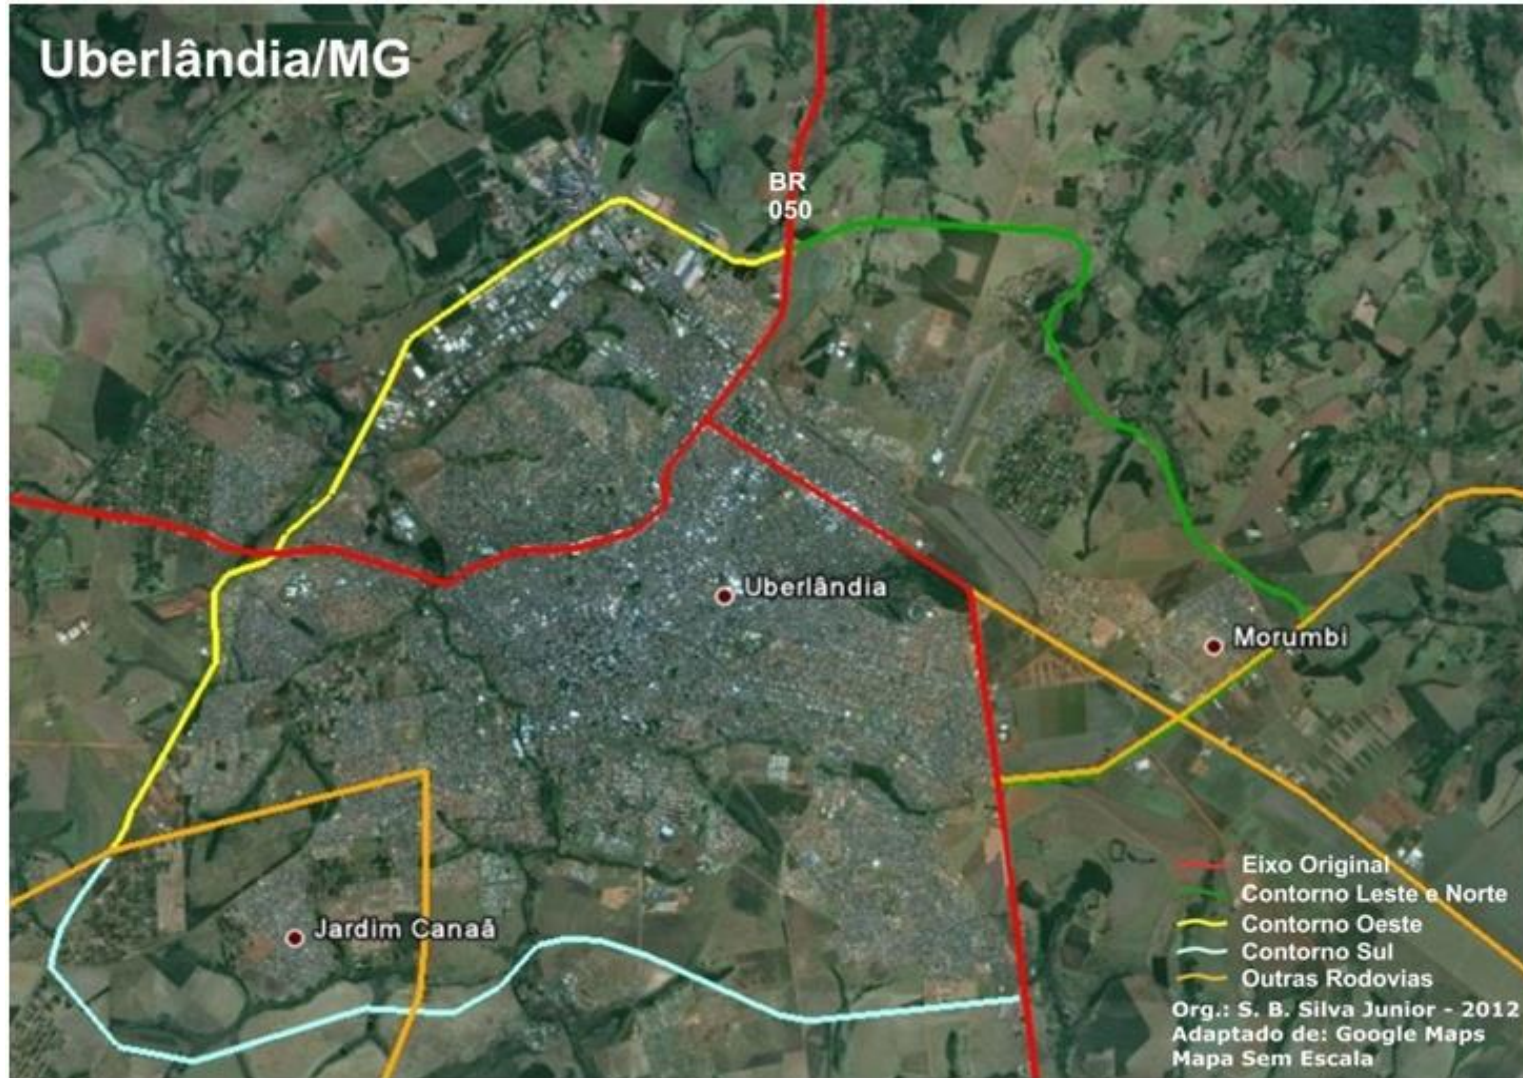 Uberlândia/MG
BR
050
Uberlândia
Morumbi
Jardim Canaã
Eixo Original
Contorno Leste e Norte
Contorno Oeste
Contorno Sul
Outras Rodovias
Org.: S. B. Silva Junior - 2012
Adaptado de: Google Maps
Mapa Sem Escala